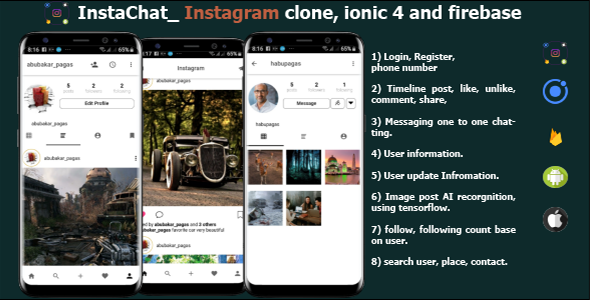 InstaChat_ Instagram clone, ionic 4 and firebase
8:16
65%
abubakar_pagas
5 2 2
posts followers following
Edit Profile
abubakar_pagas
8:17
65%
Instagram
ed by abubakar_pagas and 3 others
abubakar_pagas favorite car very beautiful
abubakar_pagas
8:16
65%
habupagas
5 2 1
posts followers following
Message
habupagas
1) Login, Register,
phone number
2) Timeline post, like, unlike,
comment, share,
3) Messaging one to one chat-
ting.
4) User information.
5) User update Infromation.
6) Image post AI recorgnition,
using tensorflow.
7) follow, following count base
on user.
8) search user, place, contact.